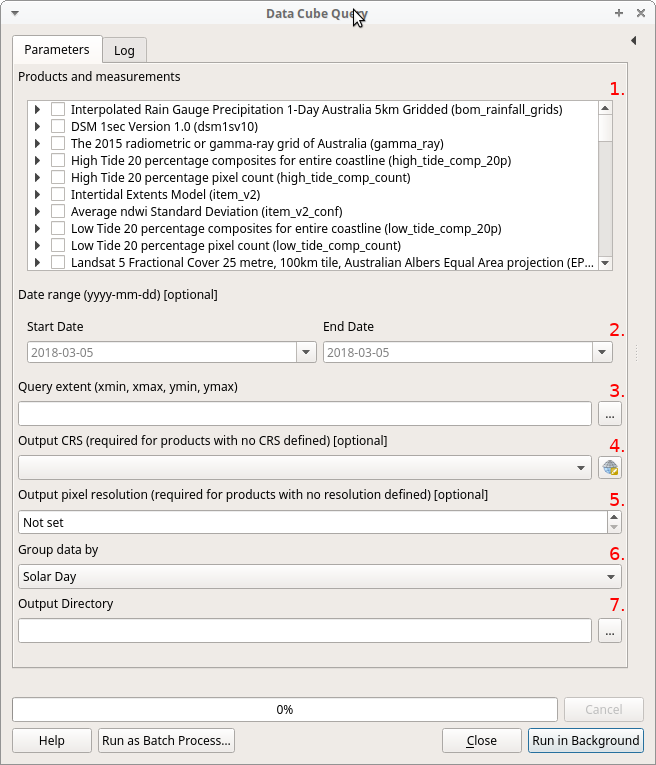 Data Cube Query
Parameters
Log
Products and measurements
1.
Interpolated Rain Gauge Precipitation 1-Day Australia 5km Gridded (bom_rainfall_grids)
DSM 1sec Version 1.0 (dsm1sv10)
The 2015 radiometric or gamma-ray grid of Australia (gamma_ray)
High Tide 20 percentage composites for entire coastline (high_tide_comp_20p)
High Tide 20 percentage pixel count (high_tide_comp_count)
Intertidal Extents Model (item_v2)
Average ndwi Standard Deviation (item_v2_conf)
Low Tide 20 percentage composites for entire coastline (low_tide_comp_20p)
Low Tide 20 percentage pixel count (low_tide_comp_count)
Landsat 5 Fractional Cover 25 metre, 100km tile, Australian Albers Equal Area projection (EP...
Date range (yyyy-mm-dd) [optional]
Start Date
End Date
2.
2018-03-05
2018-03-05
Query extent (xmin, xmax, ymin, ymax)
3.
...
Output CRS (required for products with no CRS defined) [optional]
4.
Output pixel resolution (required for products with no resolution defined) [optional]
5.
Not set
Group data by
6.
Solar Day
Output Directory
7.
...
0%
Cancel
Help
Run as Batch Process...
Close
Run in Background